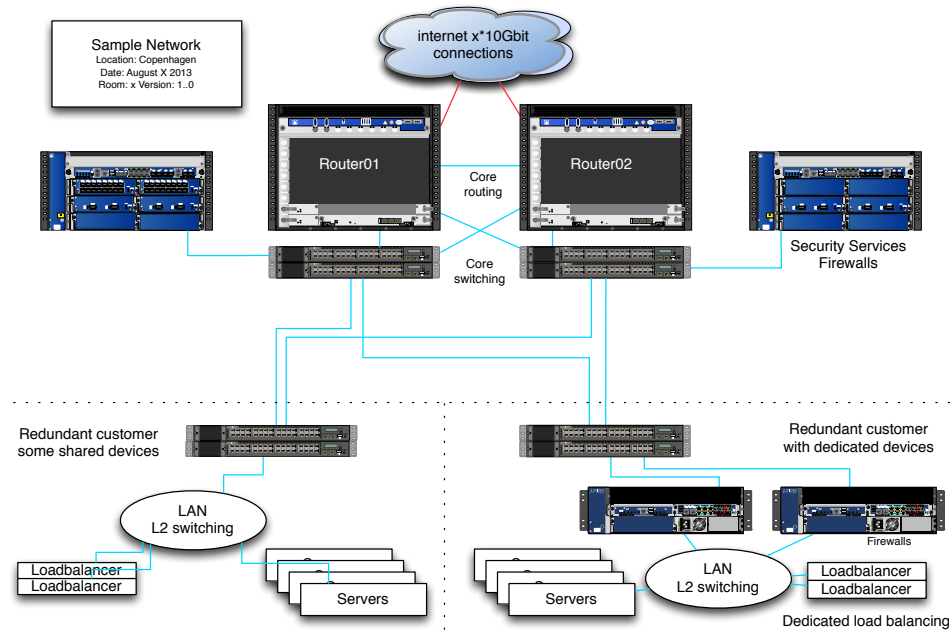 Sample Network
Location: Copenhagen
Date: August X 2013
Room: x Version: 1..0
internet x*10Gbit
connections
Router01
Router02
Core
routing
Core
switching
Security Services
Firewalls
Redundant customer
some shared devices
Redundant customer
with dedicated devices
LAN
L2 switching
Loadbalancer
Loadbalancer
Servers
Firewalls
LAN
L2 switching
Servers
Loadbalancer
Loadbalancer
Dedicated load balancing